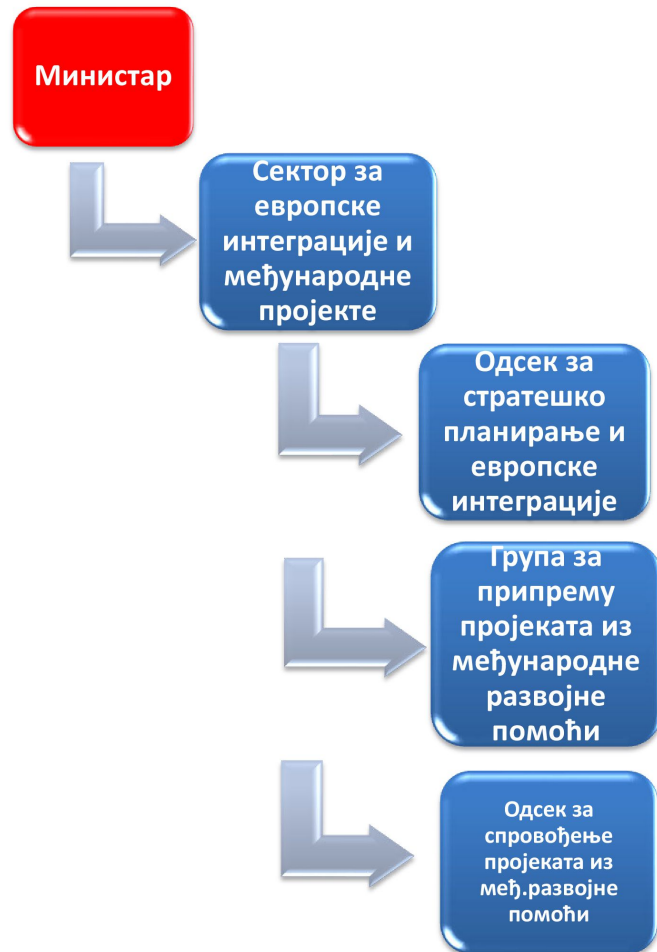 Министар
Сектор за
европске
интеграције и
међународне
пројекте
Одсек за
стратешко
планирање и
европске
интеграције
Група за
припрему
пројеката из
међународне
развојне
помоћи
Одсек за
спровођење
пројеката из
међ.развојне
помоћи